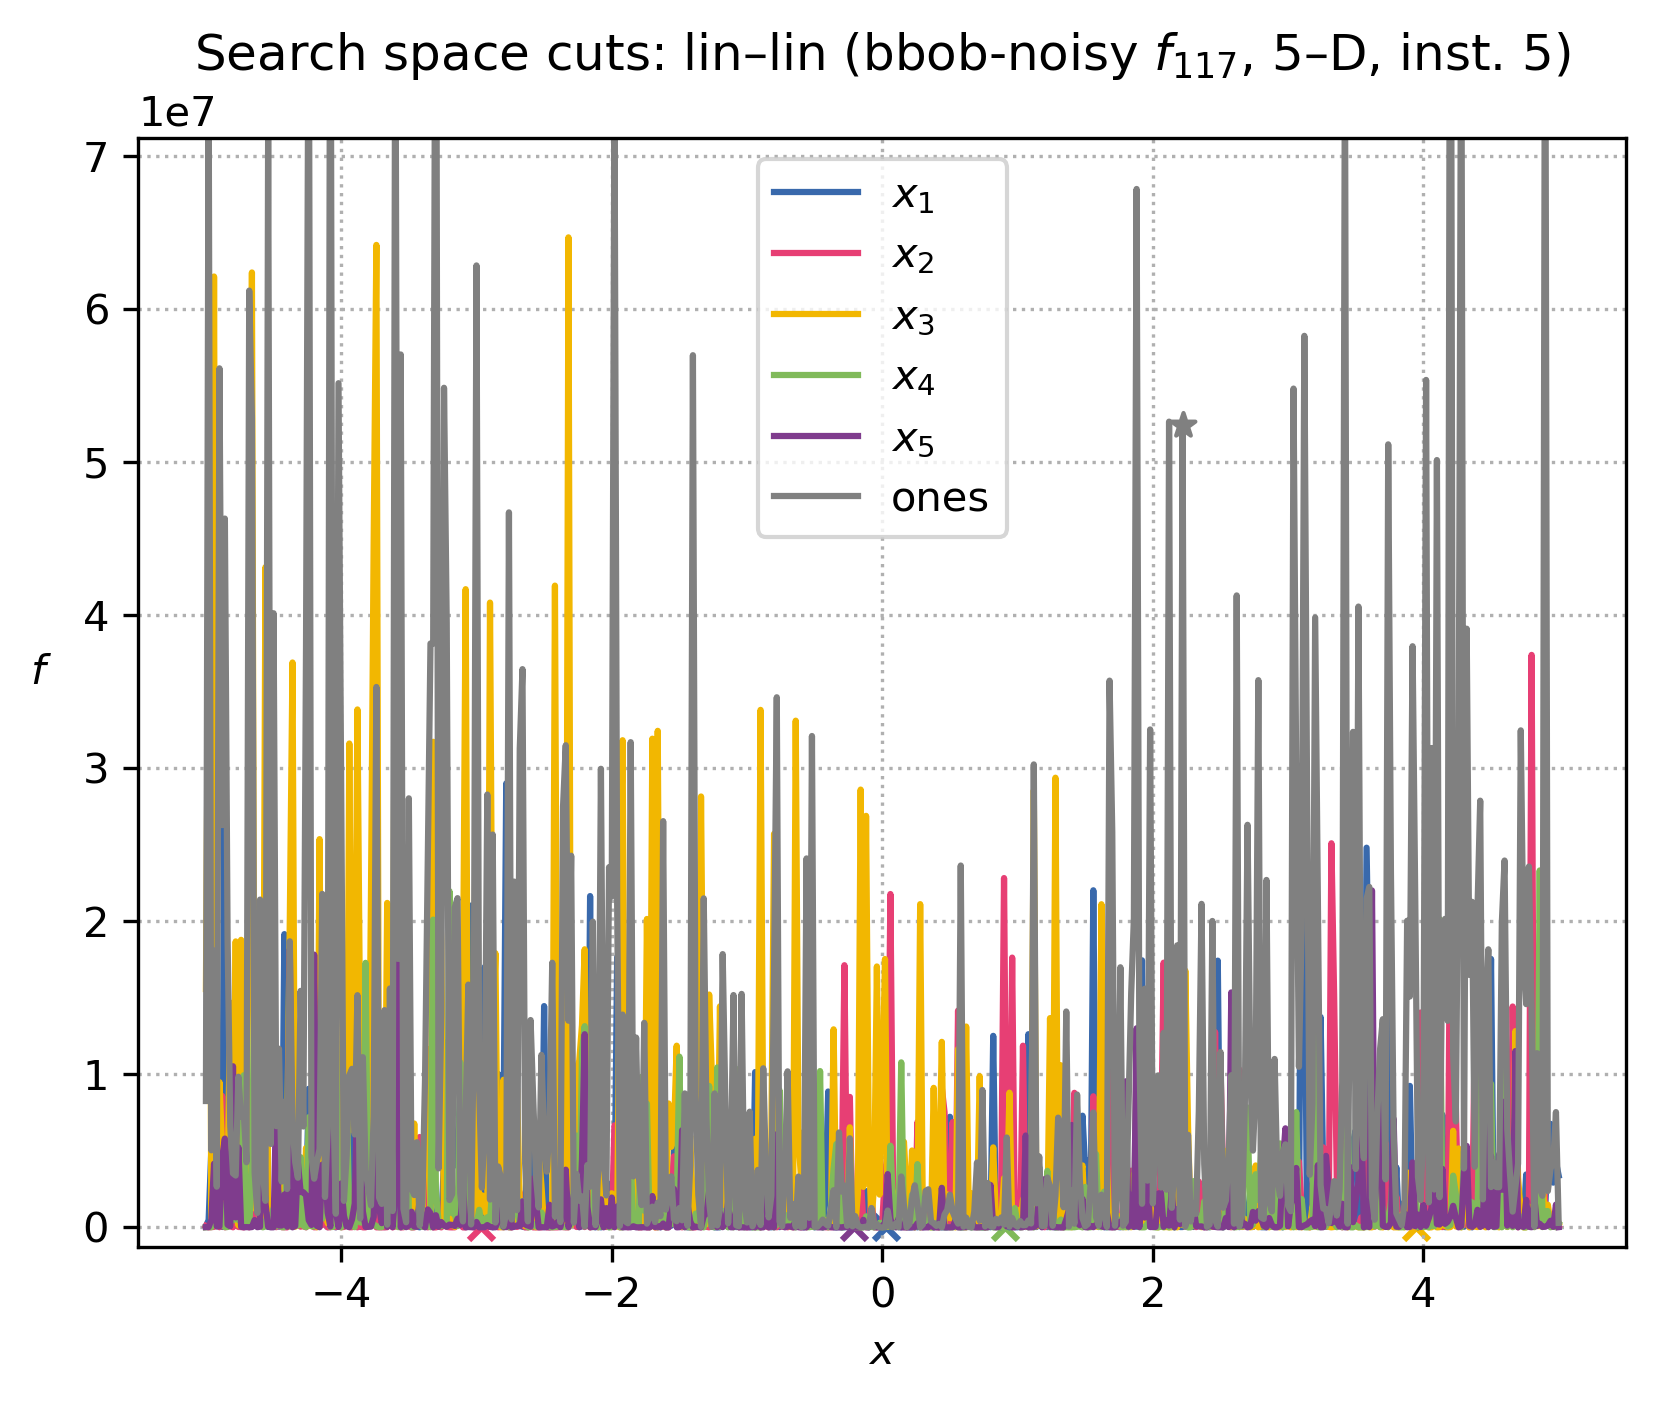 Search space cuts: lin–lin (bbob-noisy f₁₁₇, 5–D, inst. 5)
1e7
7
6
5
4
3
2
1
0
f
x₁
x₂
x₃
x₄
x₅
ones
−4
−2
0
2
4
x